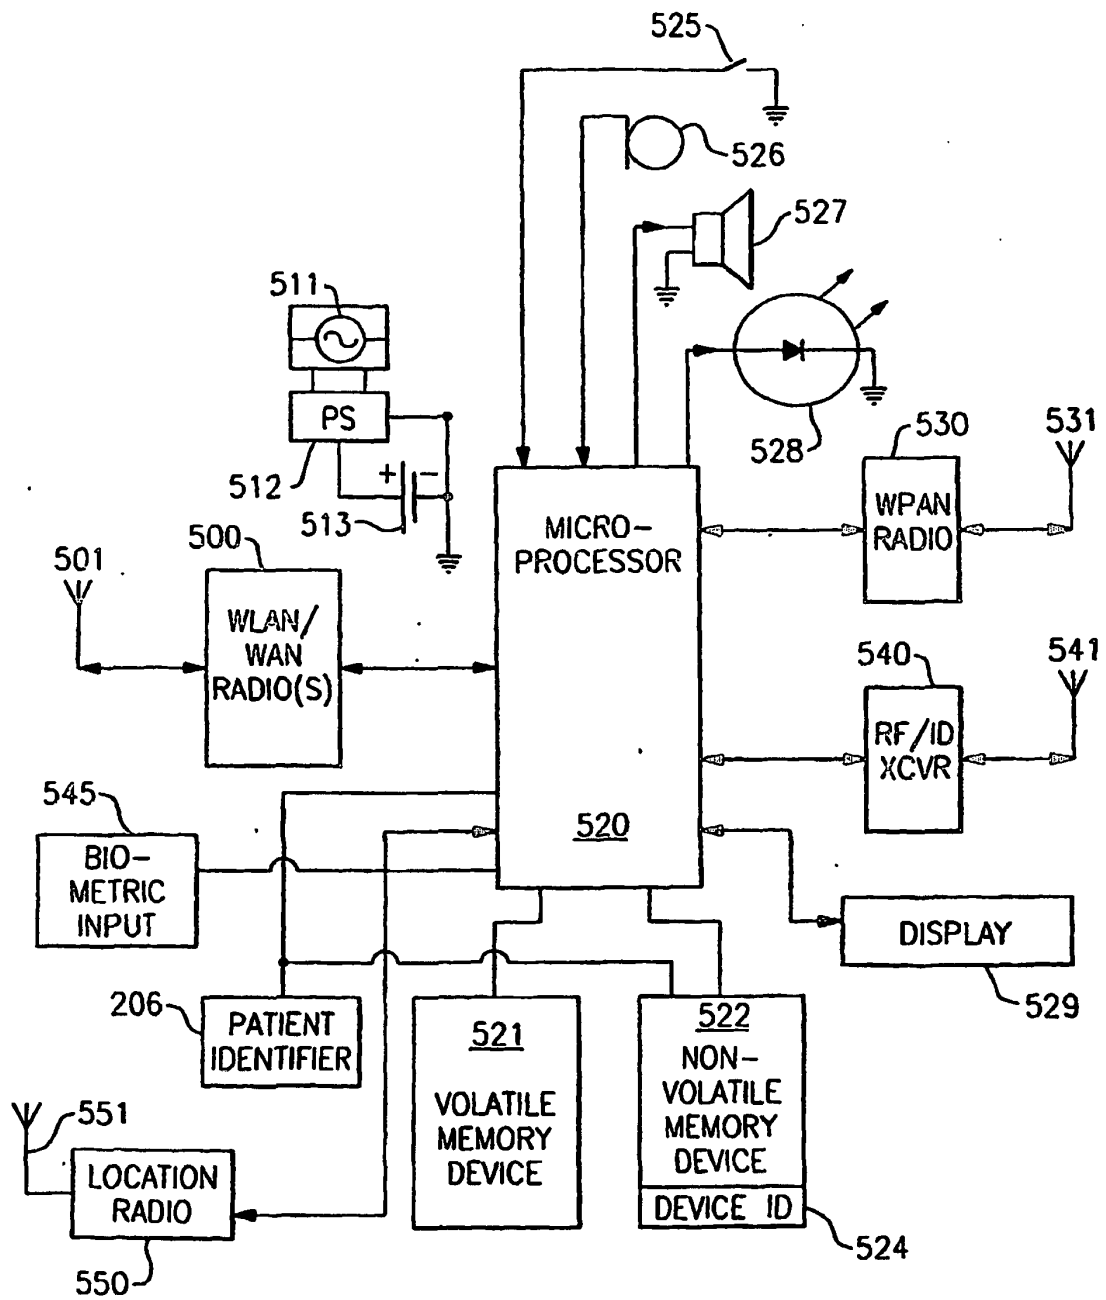 525
526
527
511
PS
512
+ −
513
528
530
531
WPAN
RADIO
MICRO-
PROCESSOR
520
501
500
WLAN/
WAN
RADIO(S)
540
541
RF/ID
XCVR
545
BIO-
METRIC
INPUT
DISPLAY
529
206
PATIENT
IDENTIFIER
521
VOLATILE
MEMORY
DEVICE
522
NON-
VOLATILE
MEMORY
DEVICE
DEVICE ID
524
551
LOCATION
RADIO
550